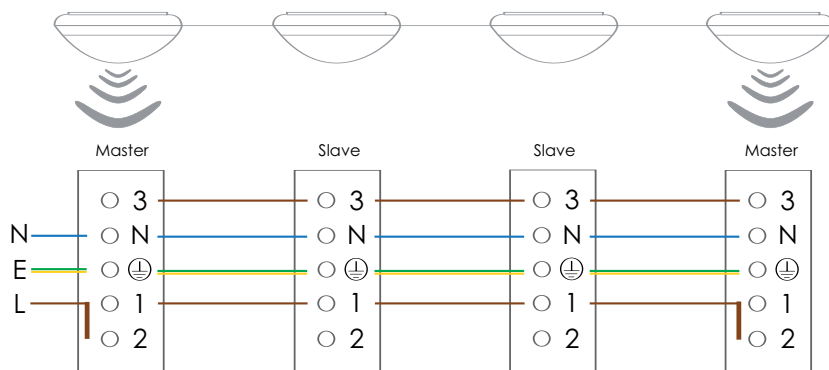 Master Slave Slave Master
3 3 3 3
N N N N N
E
L 1 1 1 1
2 2 2 2